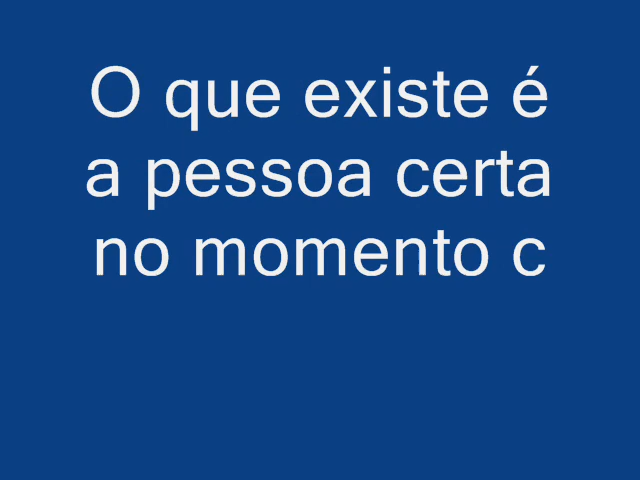 O que existe é
a pessoa certa
no momento c